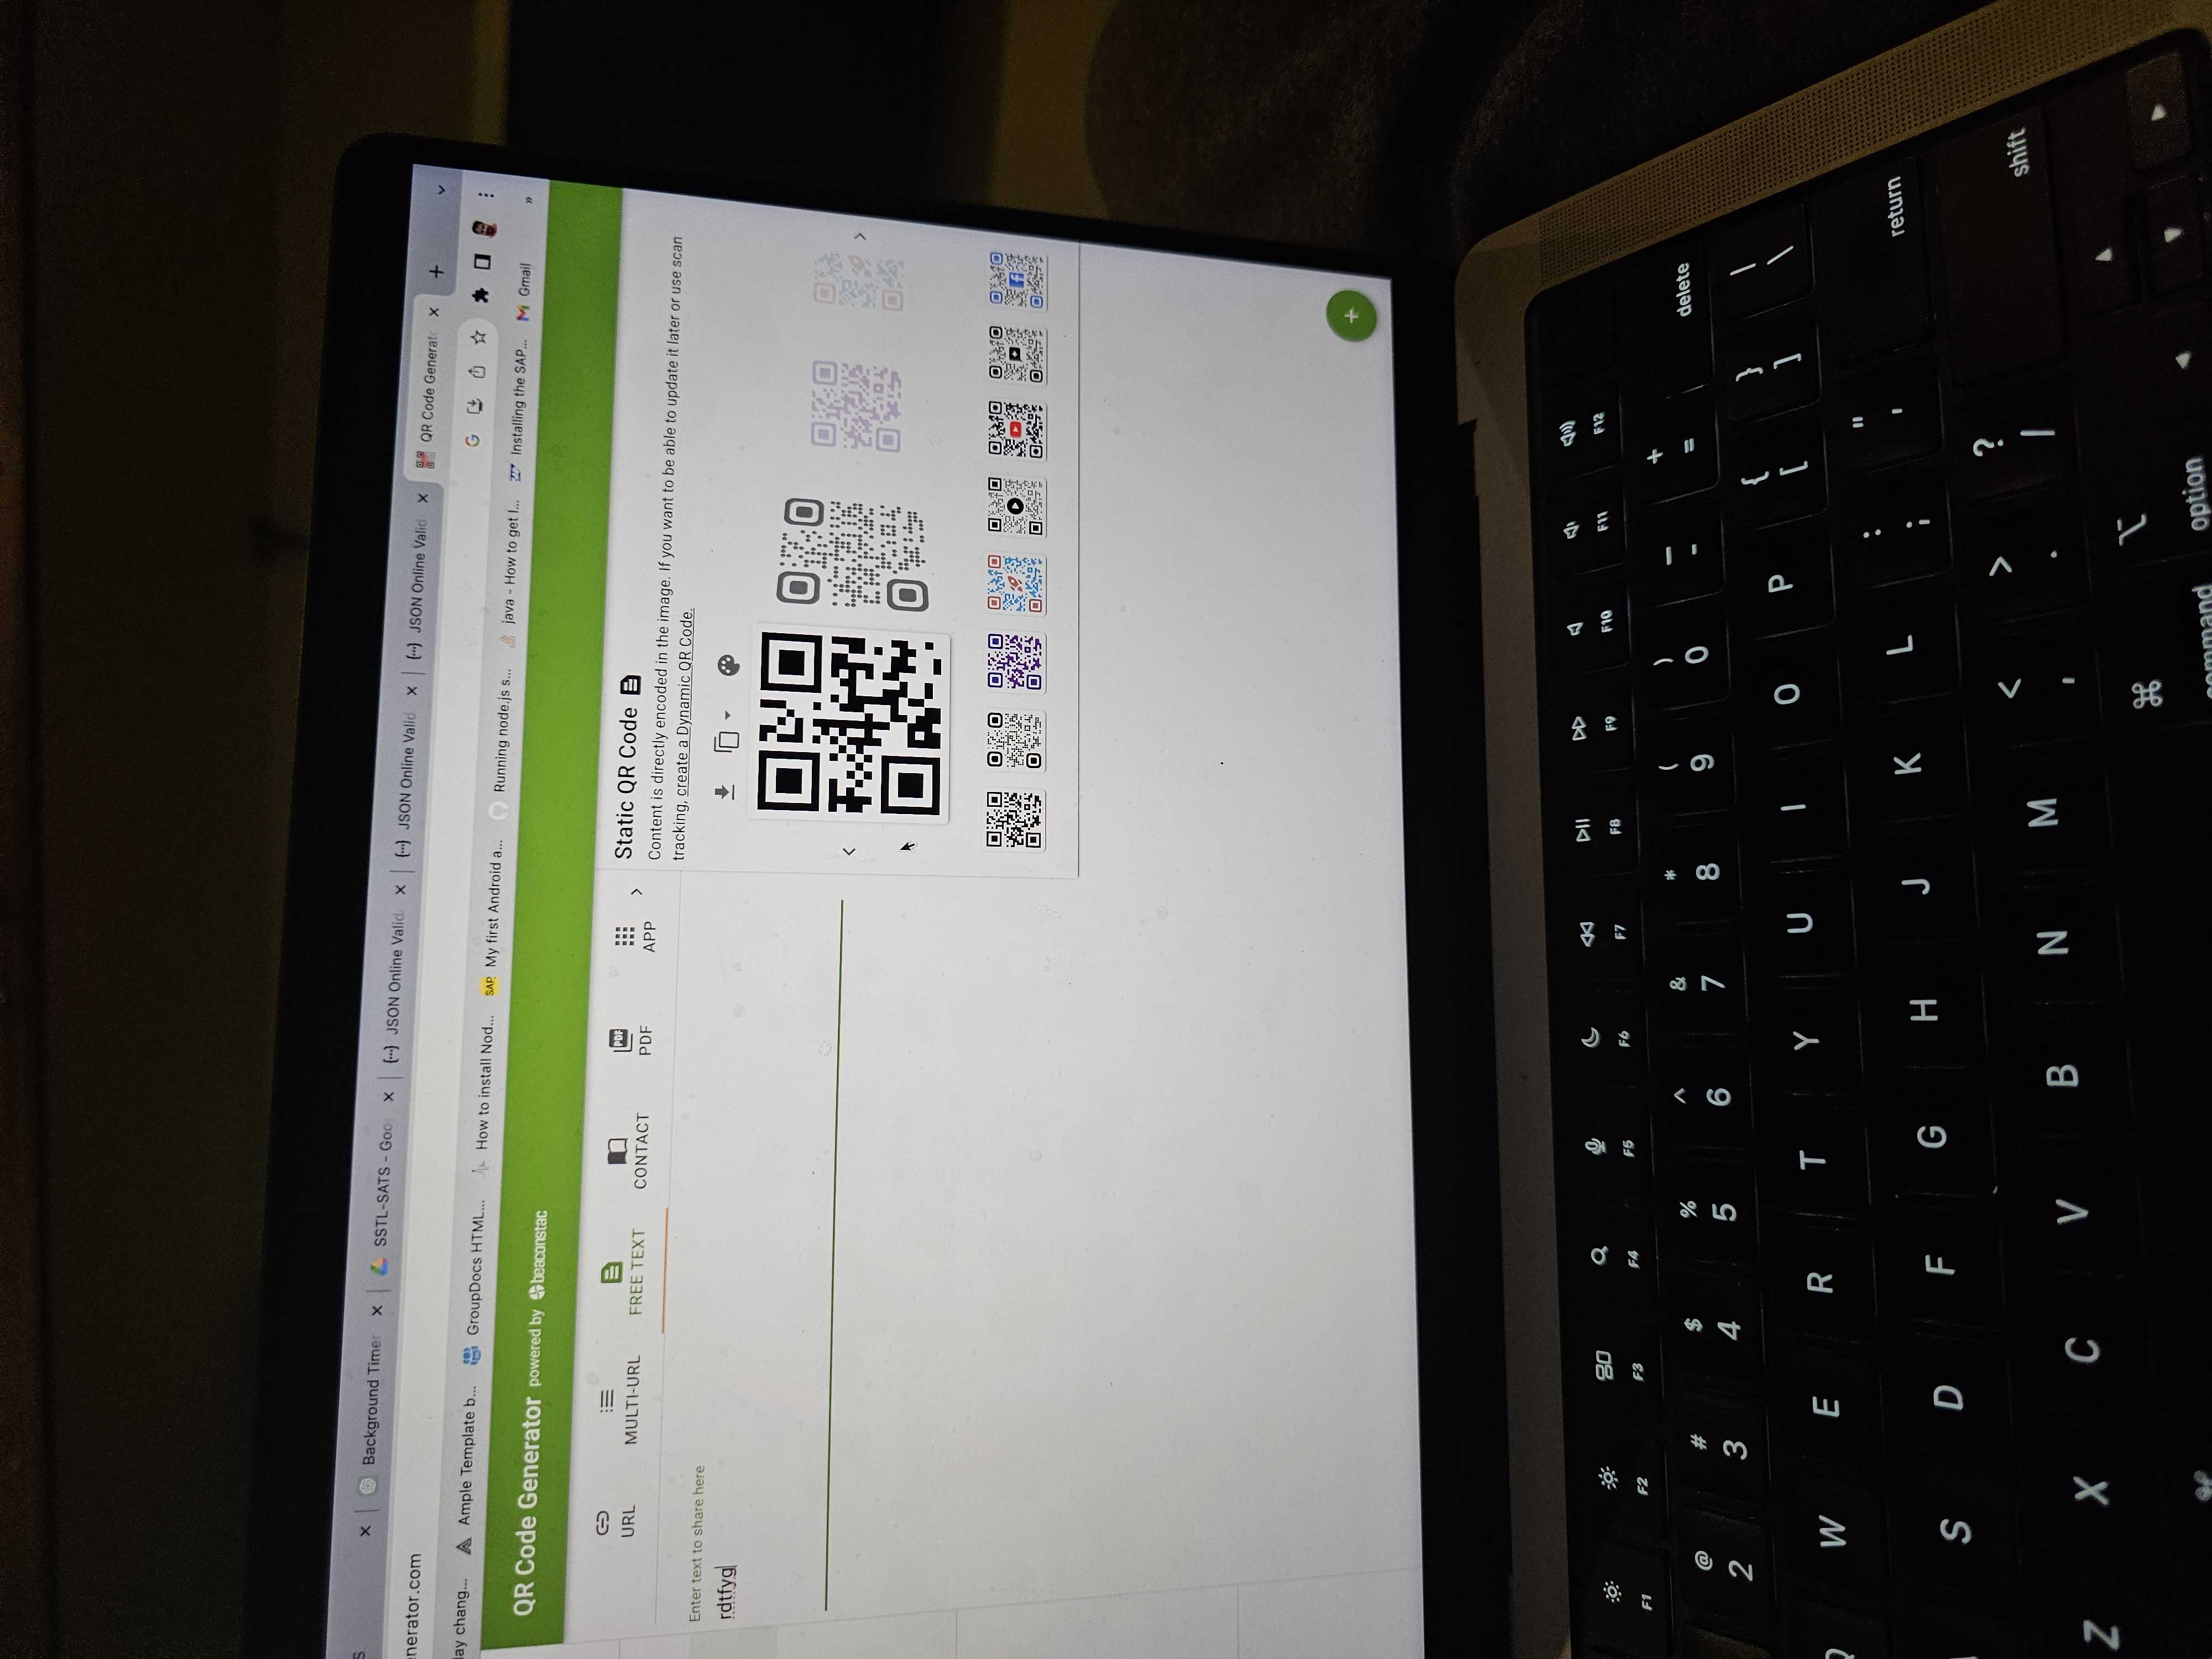 S
Background Timer
SSTL-SATS - Goo
JSON Online Valid
JSON Online Valid
JSON Online Valid
QR Code Generat
enerator.com
lay chang...
Ample Template b...
GroupDocs HTML...
How to install Nod...
SAP My first Android a...
Running node.js s...
java - How to get l...
Installing the SAP...
Gmail
»
QR Code Generator powered by beaconstac
URL
MULTI-URL
FREE TEXT
CONTACT
PDF
PDF
APP
Enter text to share here
rdtfyg
Static QR Code
Content is directly encoded in the image. If you want to be able to update it later or use scan
tracking, create a Dynamic QR Code.
F1 F2 F3 F4 F5 F6 F7 F8 F9 F10 F11 F12
@ # $ % ^ & * ( ) — +
2 3 4 5 6 7 8 9 0 - = delete
W E R T Y U I O P { [ } ] | \
S D F G H J K L : ; " ' return
Z X C V B N M < , > . ? / shift
⌘ ⌥
command option